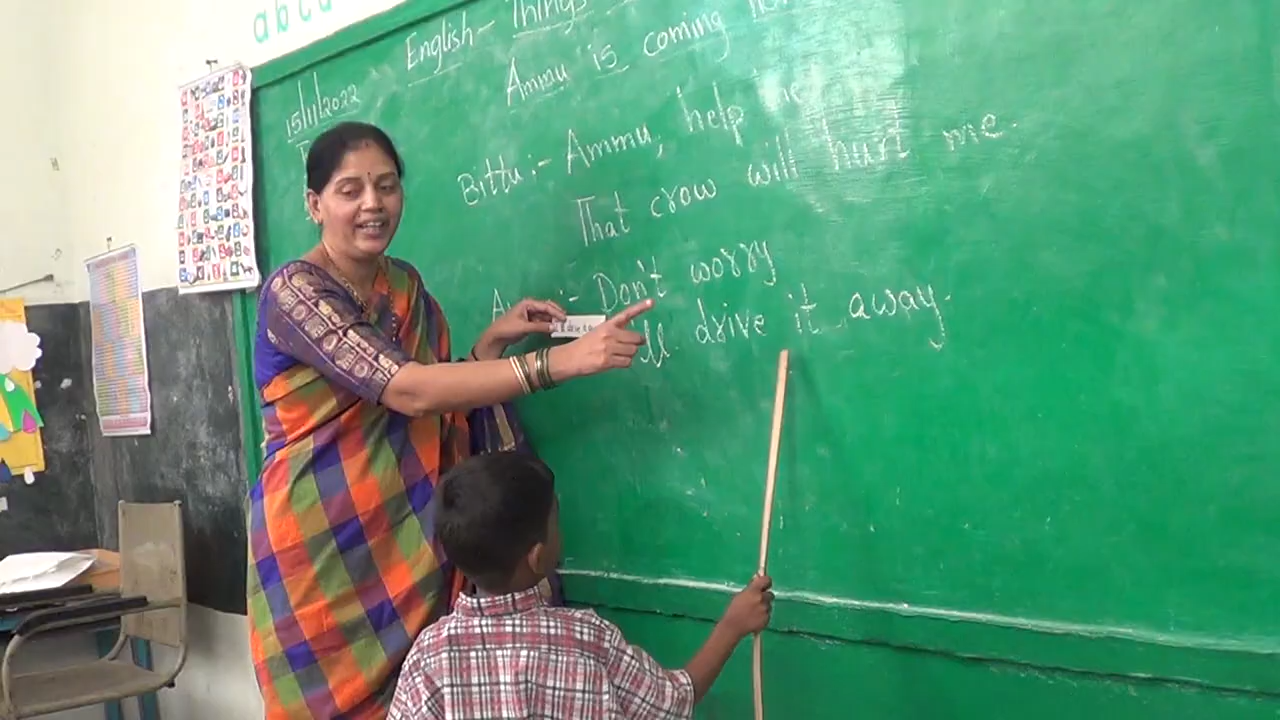 a b c d
English - Things
15/11/2022
Ammu is coming
Bittu :- Ammu, help me
That crow will hurt me.
:- Don't worry
drive it away.